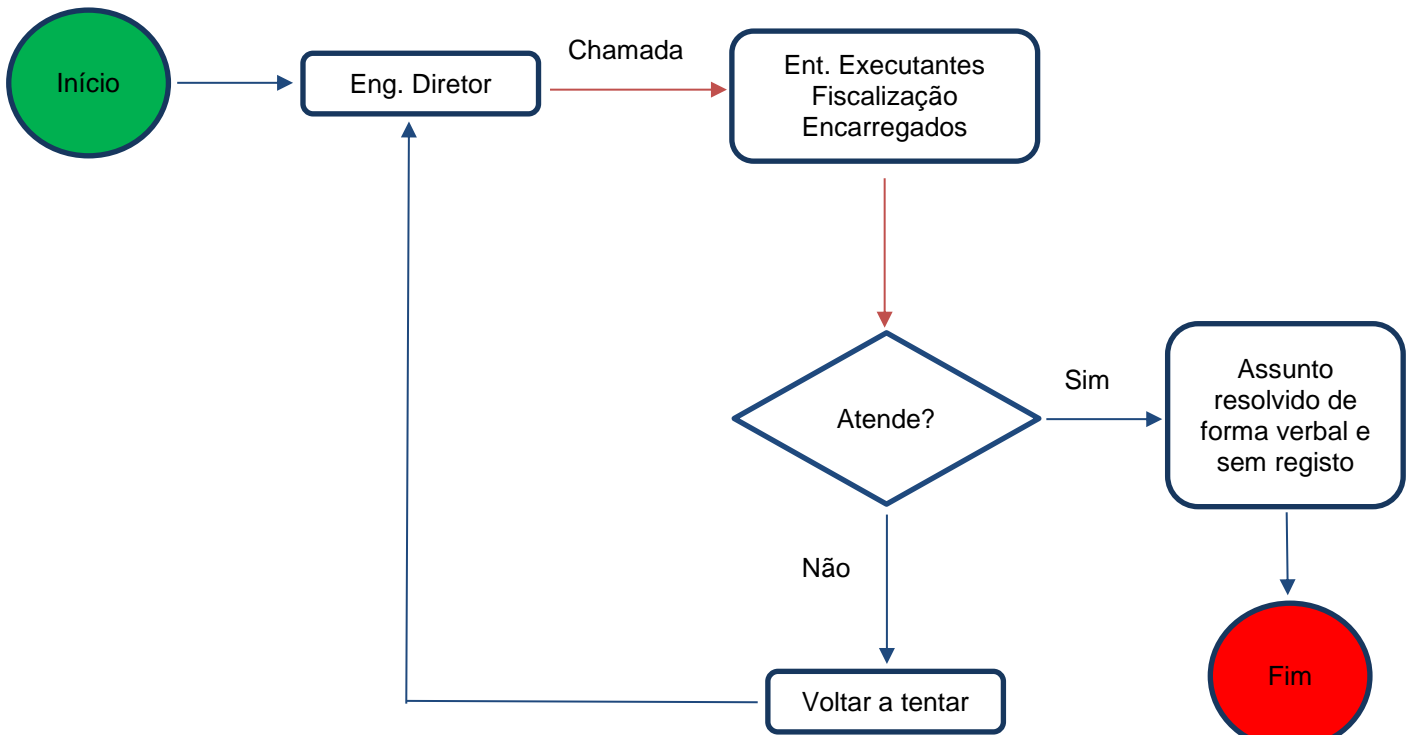 Início
Eng. Diretor
Chamada
Ent. Executantes
Fiscalização
Encarregados
Atende?
Sim
Assunto
resolvido de
forma verbal e
sem registo
Não
Voltar a tentar
Fim